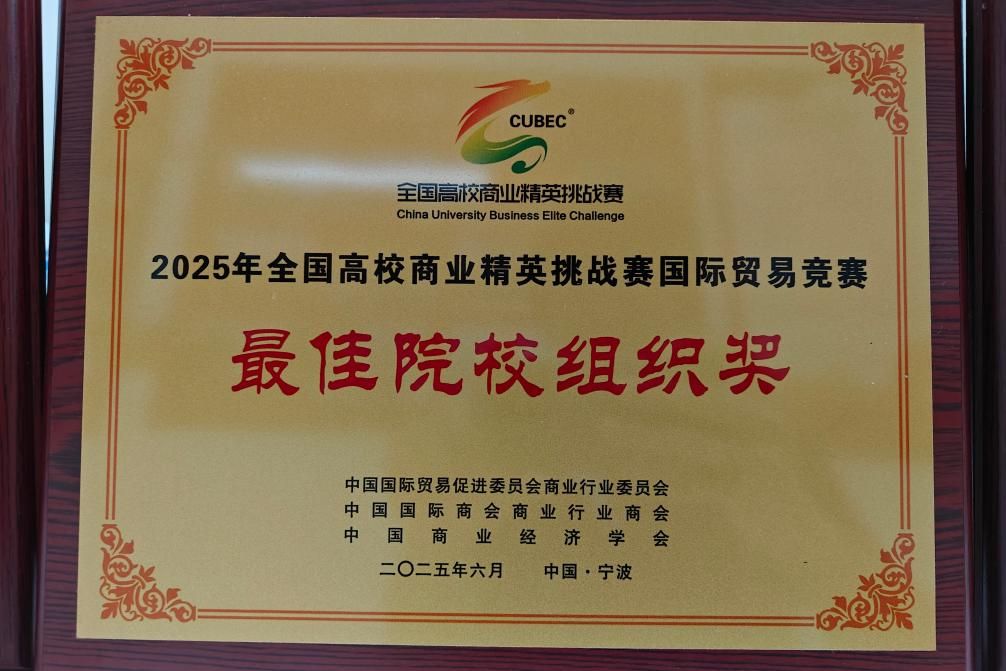 CUBEC®
全国高校商业精英挑战赛
China University Business Elite Challenge
2025年全国高校商业精英挑战赛国际贸易竞赛
最佳院校组织奖
中国国际贸易促进委员会商业行业委员会
中国国际商会商业行业商会
中国商业经济学会
二〇二五年六月 中国·宁波